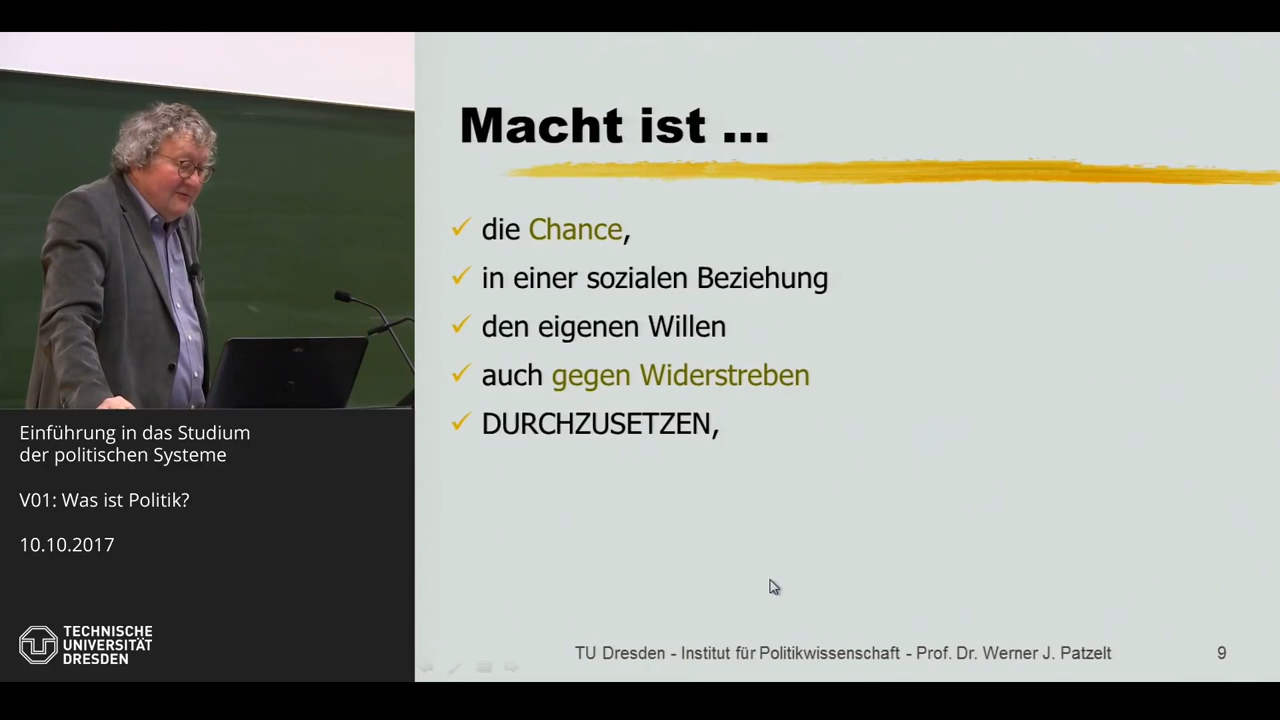 Macht ist ...
die Chance,
in einer sozialen Beziehung
den eigenen Willen
auch gegen Widerstreben
DURCHZUSETZEN,
Einführung in das Studium
der politischen Systeme
V01: Was ist Politik?
10.10.2017
TECHNISCHE
UNIVERSITÄT
DRESDEN
TU Dresden - Institut für Politikwissenschaft - Prof. Dr. Werner J. Patzelt 9